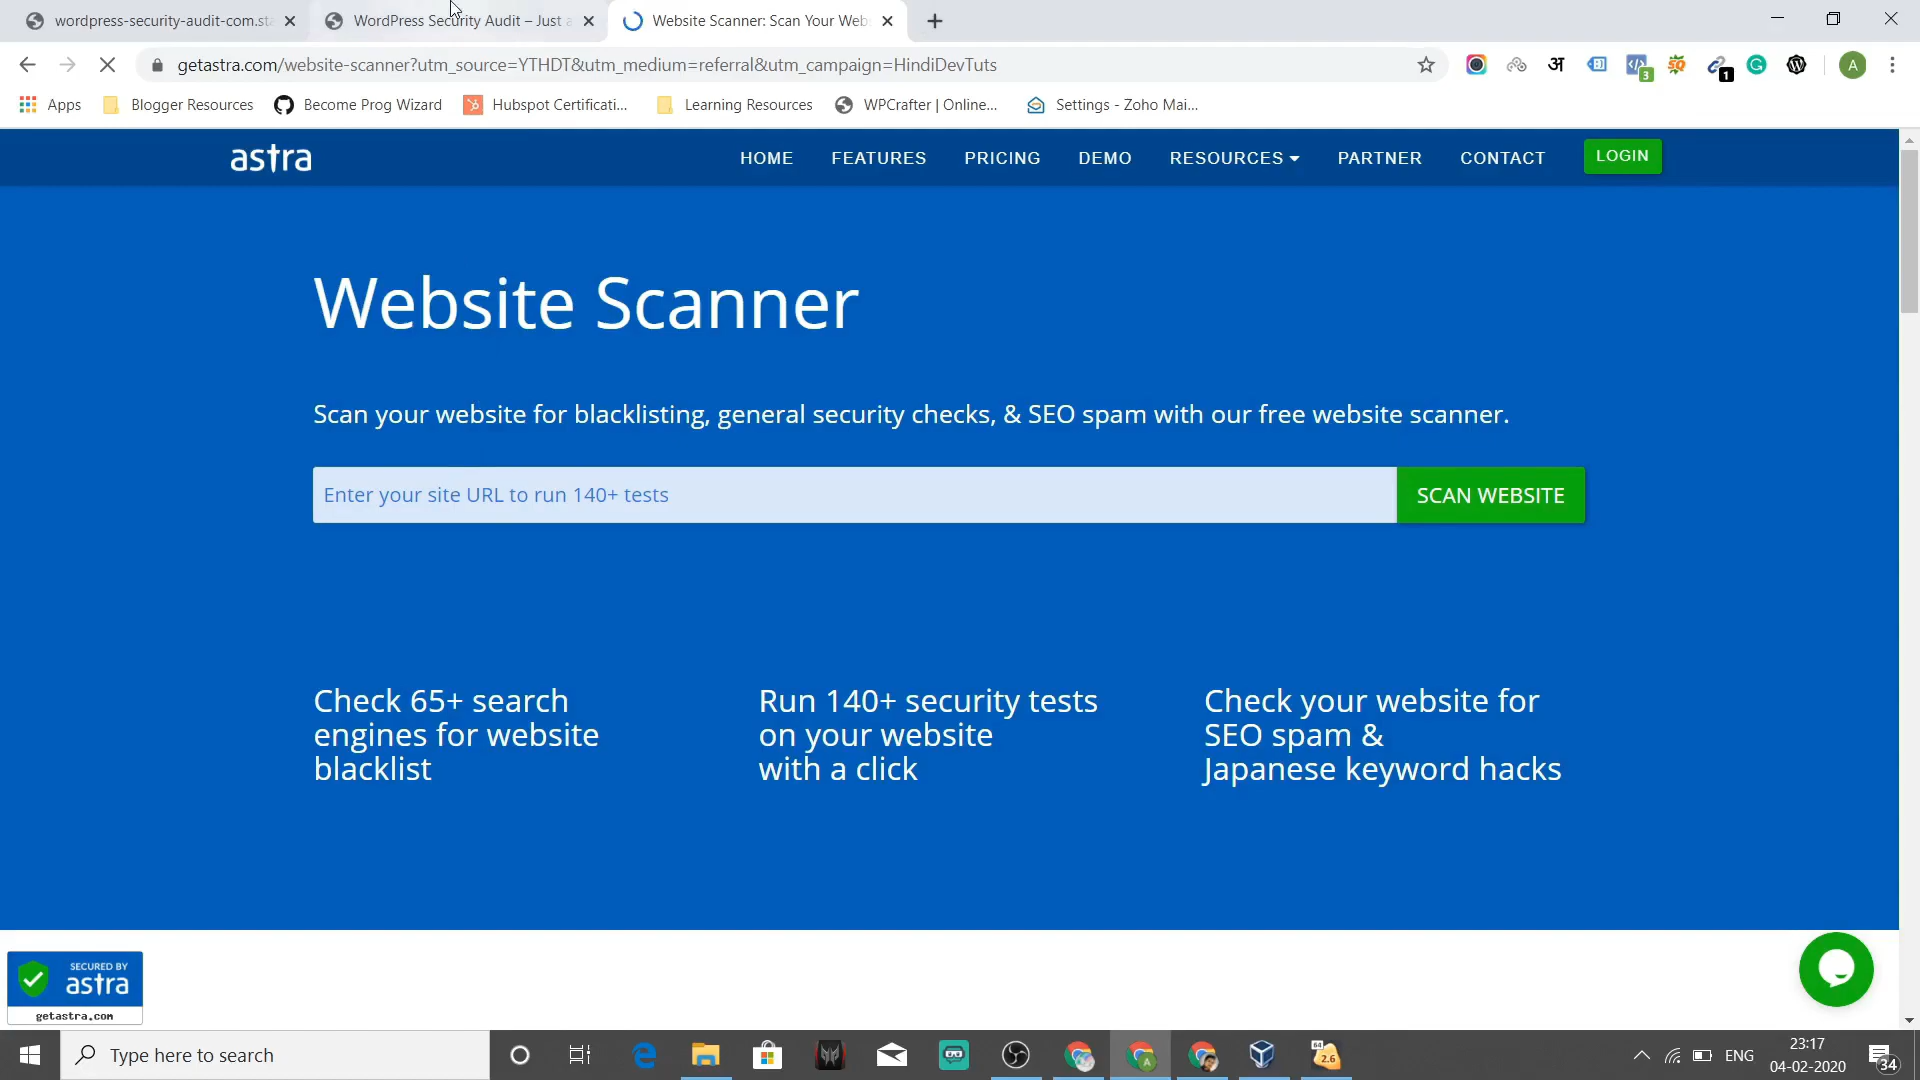 wordpress-security-audit-com.sta
WordPress Security Audit – Just a
Website Scanner: Scan Your Web
getastra.com/website-scanner?utm_source=YTHDT&utm_medium=referral&utm_campaign=HindiDevTuts
अ
3
1
A
Apps
Blogger Resources
Become Prog Wizard
Hubspot Certificati...
Learning Resources
WPCrafter | Online...
Settings - Zoho Mai...
astra
HOME
FEATURES
PRICING
DEMO
RESOURCES
PARTNER
CONTACT
LOGIN
Website Scanner
Scan your website for blacklisting, general security checks, & SEO spam with our free website scanner.
Enter your site URL to run 140+ tests
SCAN WEBSITE
Check 65+ search
engines for website
blacklist
Run 140+ security tests
on your website
with a click
Check your website for
SEO spam &
Japanese keyword hacks
SECURED BY
astra
getastra.com
Type here to search
A
64
2.6
ENG
23:17
04-02-2020
34